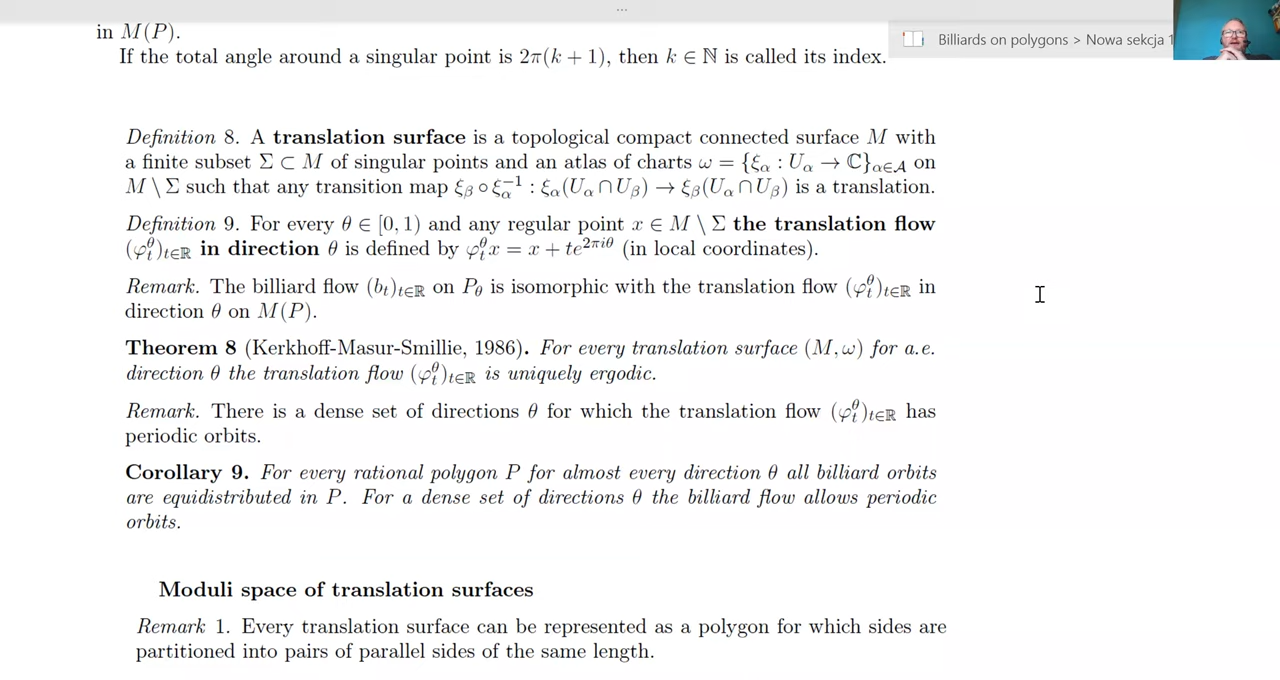 ...
in M(P).
Billiards on polygons > Nowa sekcja 1
If the total angle around a singular point is 2π(k + 1), then k ∈ ℕ is called its index.
Definition 8. A translation surface is a topological compact connected surface M with
a finite subset Σ ⊂ M of singular points and an atlas of charts ω = {ξ_α : U_α → ℂ}_{α∈𝒜} on
M \ Σ such that any transition map ξ_β ∘ ξ_α^{-1} : ξ_α(U_α ∩ U_β) → ξ_β(U_α ∩ U_β) is a translation.
Definition 9. For every θ ∈ [0, 1) and any regular point x ∈ M \ Σ the translation flow
(φ_t^θ)_{t∈ℝ} in direction θ is defined by φ_t^θ x = x + te^{2πiθ} (in local coordinates).
Remark. The billiard flow (b_t)_{t∈ℝ} on P_θ is isomorphic with the translation flow (φ_t^θ)_{t∈ℝ} in
direction θ on M(P).
Theorem 8 (Kerkhoff-Masur-Smillie, 1986). For every translation surface (M, ω) for a.e.
direction θ the translation flow (φ_t^θ)_{t∈ℝ} is uniquely ergodic.
Remark. There is a dense set of directions θ for which the translation flow (φ_t^θ)_{t∈ℝ} has
periodic orbits.
Corollary 9. For every rational polygon P for almost every direction θ all billiard orbits
are equidistributed in P. For a dense set of directions θ the billiard flow allows periodic
orbits.
Moduli space of translation surfaces
Remark 1. Every translation surface can be represented as a polygon for which sides are
partitioned into pairs of parallel sides of the same length.